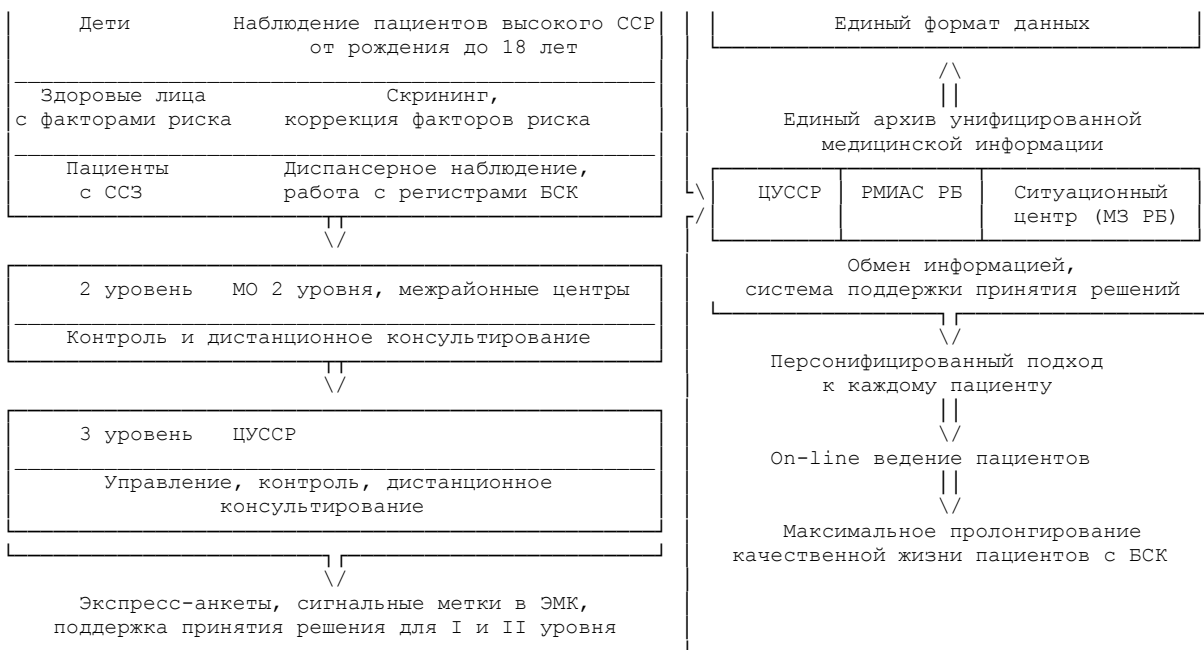 Дети Наблюдение пациентов высокого ССР
от рождения до 18 лет
Здоровые лица Скрининг,
с факторами риска коррекция факторов риска
Пациенты Диспансерное наблюдение,
с ССЗ работа с регистрами БСК
2 уровень МО 2 уровня, межрайонные центры
Контроль и дистанционное консультирование
3 уровень ЦУССР
Управление, контроль, дистанционное
консультирование
Экспресс-анкеты, сигнальные метки в ЭМК,
поддержка принятия решения для I и II уровня
Единый формат данных
Единый архив унифицированной
медицинской информации
ЦУССР РМИАС РБ Ситуационный
центр (МЗ РБ)
Обмен информацией,
система поддержки принятия решений
Персонифицированный подход
к каждому пациенту
On-line ведение пациентов
Максимальное пролонгирование
качественной жизни пациентов с БСК